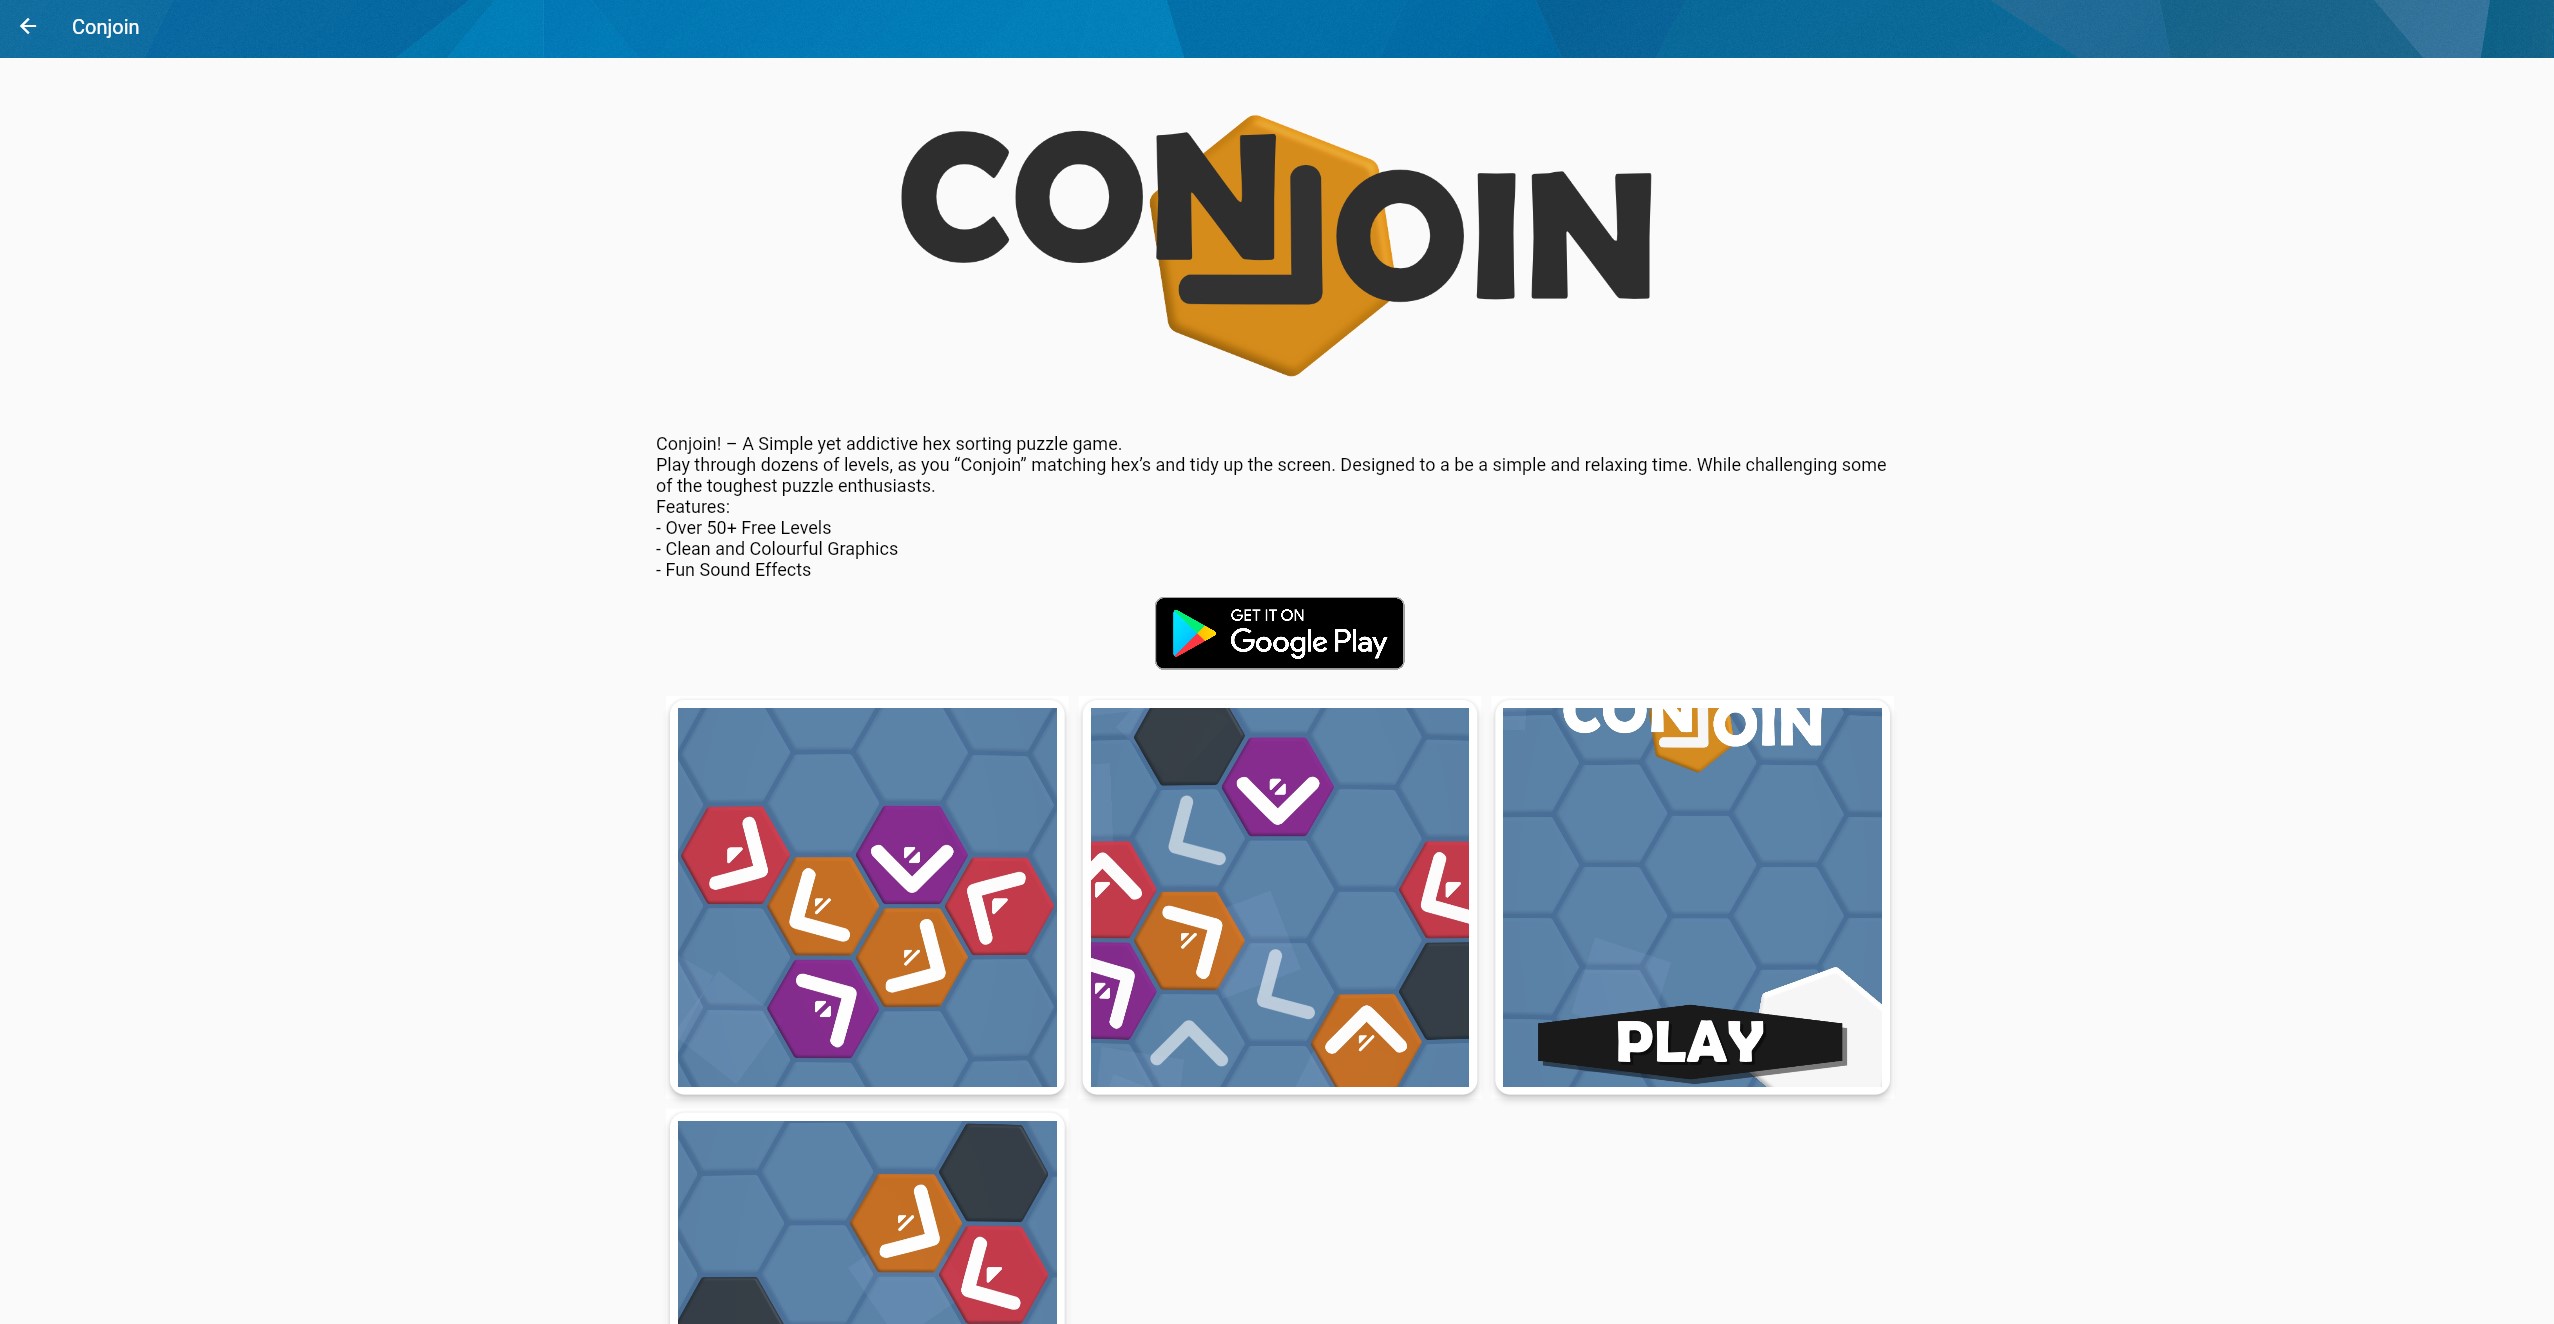 Conjoin
CONJOIN
Conjoin! – A Simple yet addictive hex sorting puzzle game.
Play through dozens of levels, as you “Conjoin” matching hex’s and tidy up the screen. Designed to a be a simple and relaxing time. While challenging some
of the toughest puzzle enthusiasts.
Features:
- Over 50+ Free Levels
- Clean and Colourful Graphics
- Fun Sound Effects
GET IT ON
Google Play
CONJOIN
PLAY